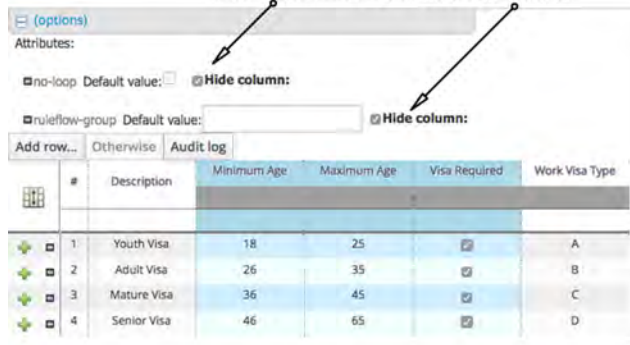 (options)
Attributes:
no-loop Default value: Hide column:
ruleflow-group Default value: Hide column:
Add row... Otherwise Audit log
# Description Minimum Age Maximum Age Visa Required Work Visa Type
1 Youth Visa 18 25 A
2 Adult Visa 26 35 B
3 Mature Visa 36 45 C
4 Senior Visa 46 65 D